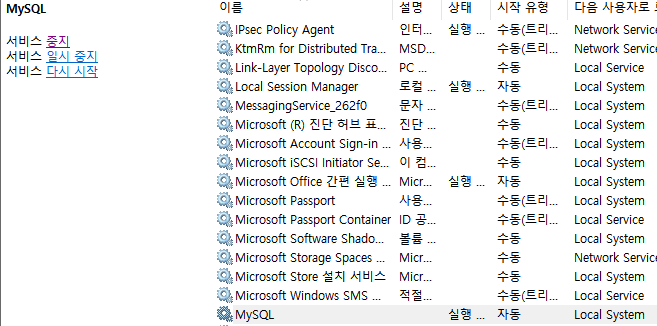 MySQL
서비스 중지
서비스 일시 중지
서비스 다시 시작
이름 설명 상태 시작 유형 다음 사용자로
IPsec Policy Agent 인터... 실행 ... 수동(트리... Network Service
KtmRm for Distributed Tra... MSD... 수동(트리... Network Service
Link-Layer Topology Disco... PC ... 수동 Local Service
Local Session Manager 로컬 ... 실행 ... 자동 Local System
MessagingService_262f0 문자 ... 수동(트리... Local System
Microsoft (R) 진단 허브 표... 진단 ... 수동 Local System
Microsoft Account Sign-in ... 사용... 수동(트리... Local System
Microsoft iSCSI Initiator Se... 이 컴... 수동 Local System
Microsoft Office 간편 실행 ... Micr... 실행 ... 자동 Local System
Microsoft Passport 사용... 수동(트리... Local System
Microsoft Passport Container ID 공... 수동(트리... Local Service
Microsoft Software Shado... 볼륨 ... 수동 Local System
Microsoft Storage Spaces ... Micr... 수동 Network Service
Microsoft Store 설치 서비스 Micr... 수동 Local System
Microsoft Windows SMS ... 적절... 수동(트리... Local Service
MySQL 실행 ... 자동 Local System